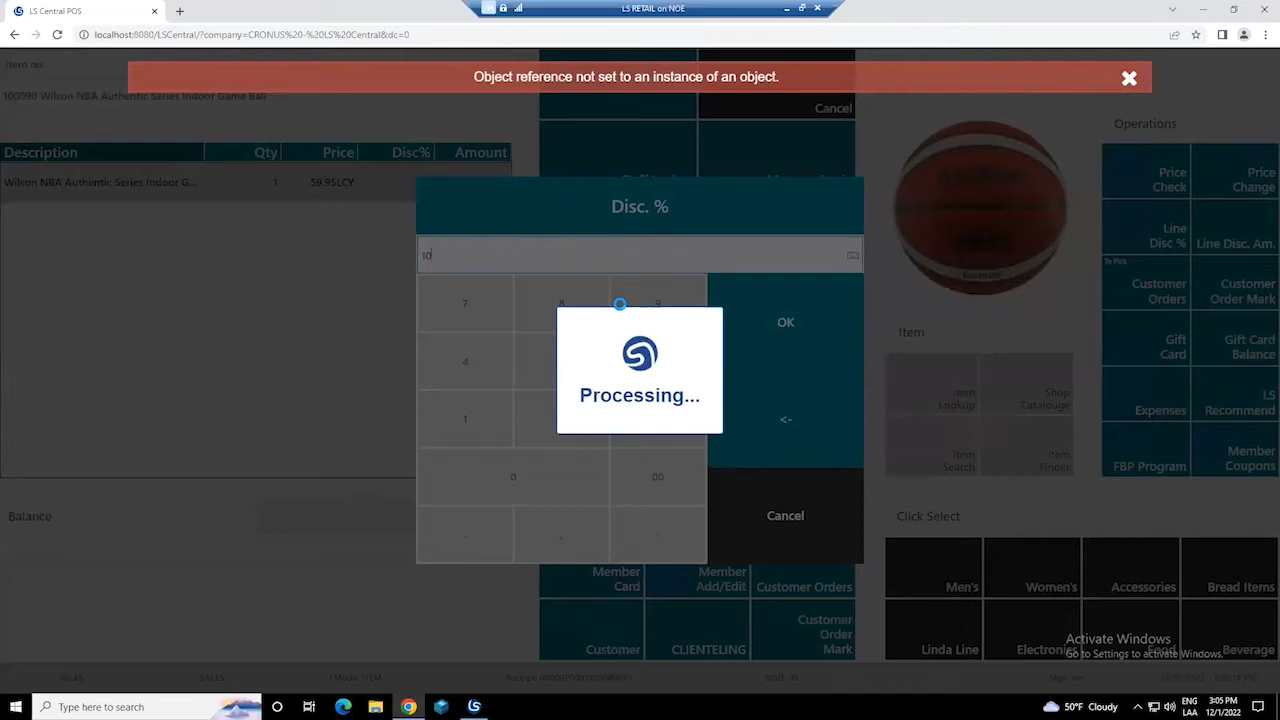 LS Central POS
LS RETAIL on NOE
localhost:8080/LSCentral/?company=CRONUS%20-%20LS%20Central&dc=0
Object reference not set to an instance of an object.
Item no.
100090 Wilson NBA Authentic Series Indoor Game Ball
Description Qty Price Disc% Amount
Wilson NBA Authentic Series Indoor G... 1 59.95LCY
Balance
Cancel
Disc. %
10
7 8 9
4
1
0 00
OK
<-
Cancel
Processing...
Member Card
Member Add/Edit
Customer Orders
Customer
CLIENTELING
Customer Order Mark
Operations
Price Check
Price Change
Line Disc %
Line Disc. Am.
To Pick
Customer Orders
Customer Order Mark
Gift Card
Gift Card Balance
Expenses
LS Recommend
FBP Program
Member Coupons
Item
Item Lookup
Shop Catalouge
Item Search
Item Finder
Click Select
Men's
Women's
Accessories
Bread Items
Linda Line
Electronics
Food
Beverage
Activate Windows
Go to Settings to activate Windows.
SALES
Type here to search
50°F Cloudy
ENG
LAA
3:05 PM
12/1/2022